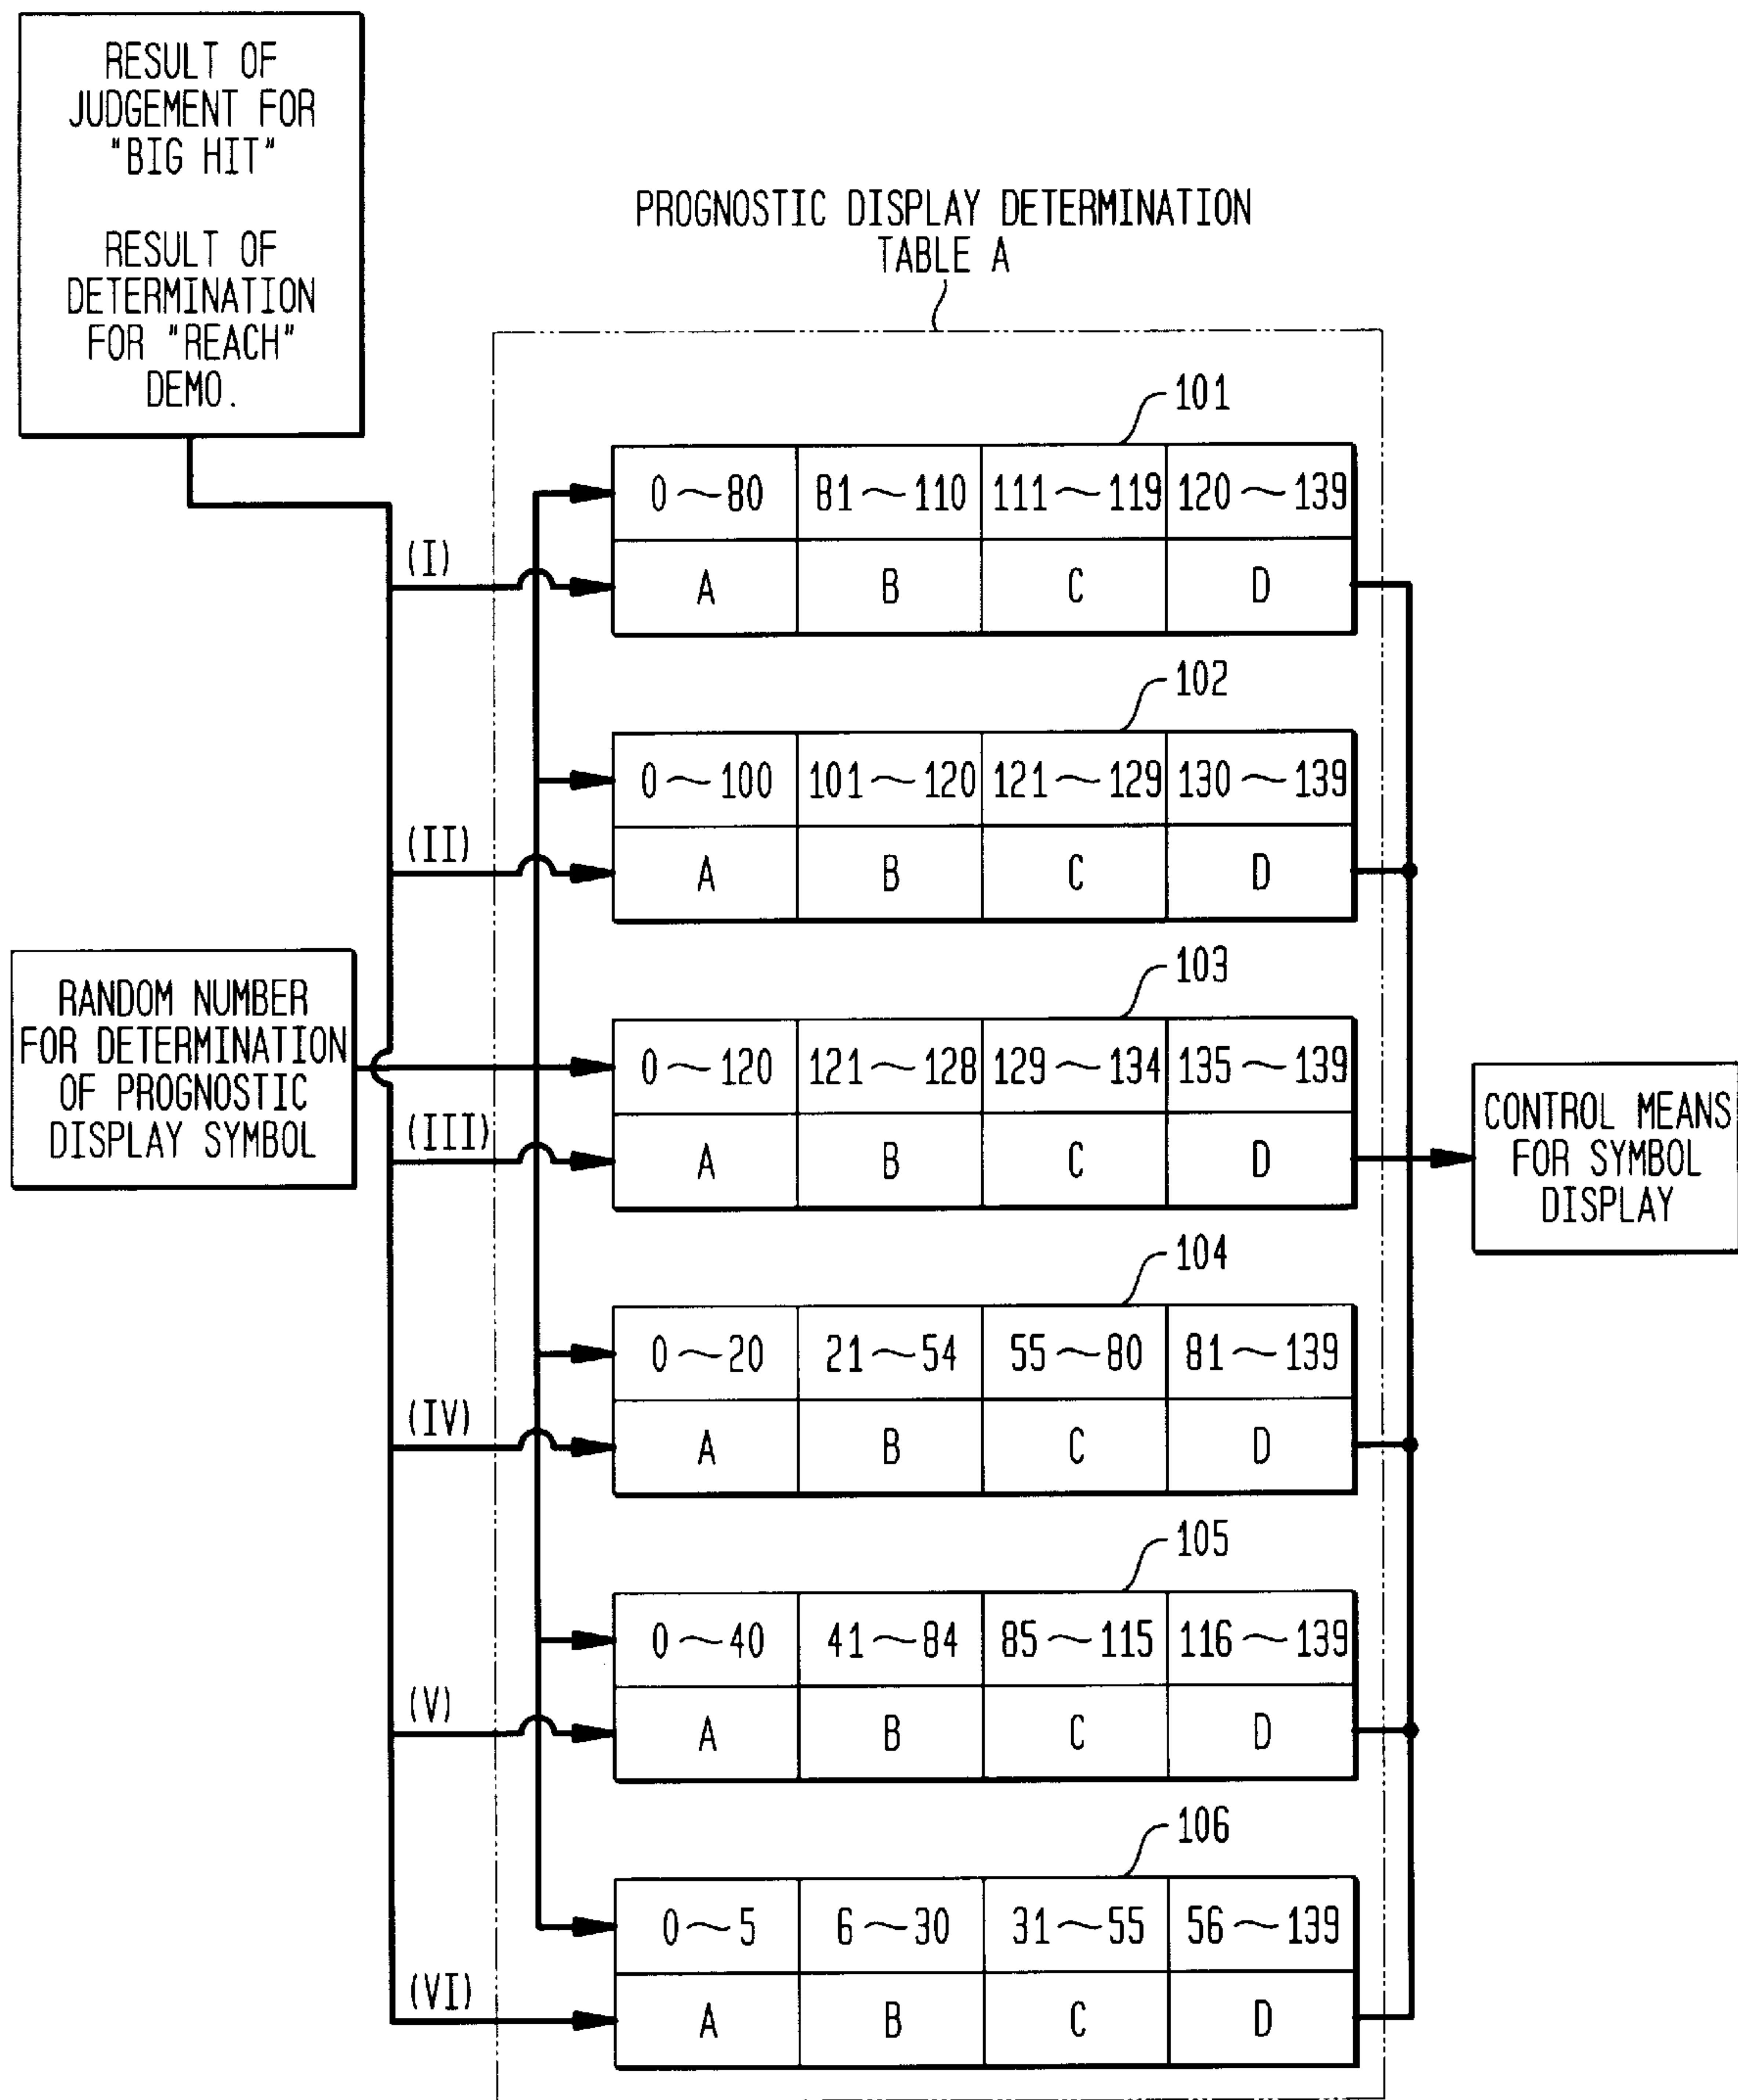 RESULT OF
JUDGEMENT FOR
"BIG HIT"
RESULT OF
DETERMINATION
FOR "REACH"
DEMO.
PROGNOSTIC DISPLAY DETERMINATION
TABLE A
101
0~80 81~110 111~119 120~139
(I)
A B C D
102
0~100 101~120 121~129 130~139
(II)
A B C D
RANDOM NUMBER
FOR DETERMINATION
OF PROGNOSTIC
DISPLAY SYMBOL
103
0~120 121~128 129~134 135~139
(III)
A B C D
CONTROL MEANS
FOR SYMBOL
DISPLAY
104
0~20 21~54 55~80 81~139
(IV)
A B C D
105
0~40 41~84 85~115 116~139
(V)
A B C D
106
0~5 6~30 31~55 56~139
(VI)
A B C D